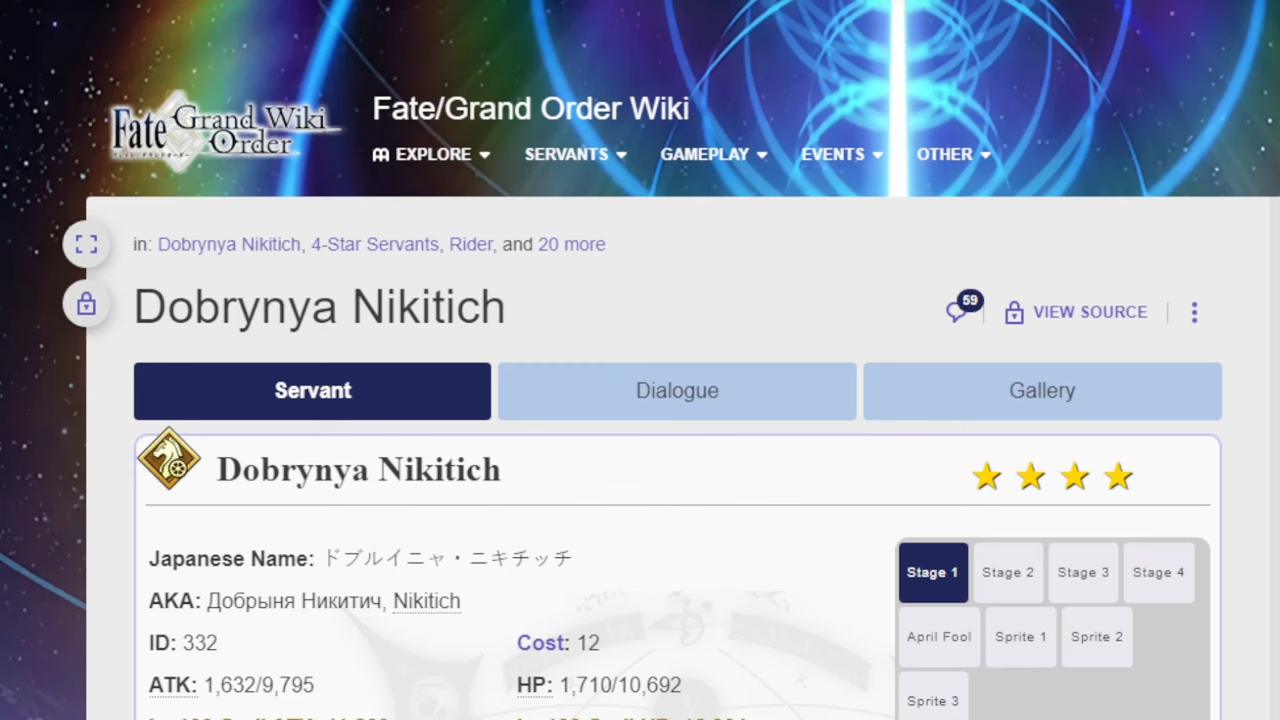 Fate Grand Wiki
Order
Fate/Grand Order Wiki
EXPLORE SERVANTS GAMEPLAY EVENTS OTHER
in: Dobrynya Nikitich, 4-Star Servants, Rider, and 20 more
Dobrynya Nikitich
59
VIEW SOURCE
Servant Dialogue Gallery
Dobrynya Nikitich
Japanese Name: ドブルイニャ・ニキチッチ
AKA: Добрыня Никитич, Nikitich
ID: 332 Cost: 12
ATK: 1,632/9,795 HP: 1,710/10,692
Stage 1 Stage 2 Stage 3 Stage 4
April Fool Sprite 1 Sprite 2
Sprite 3